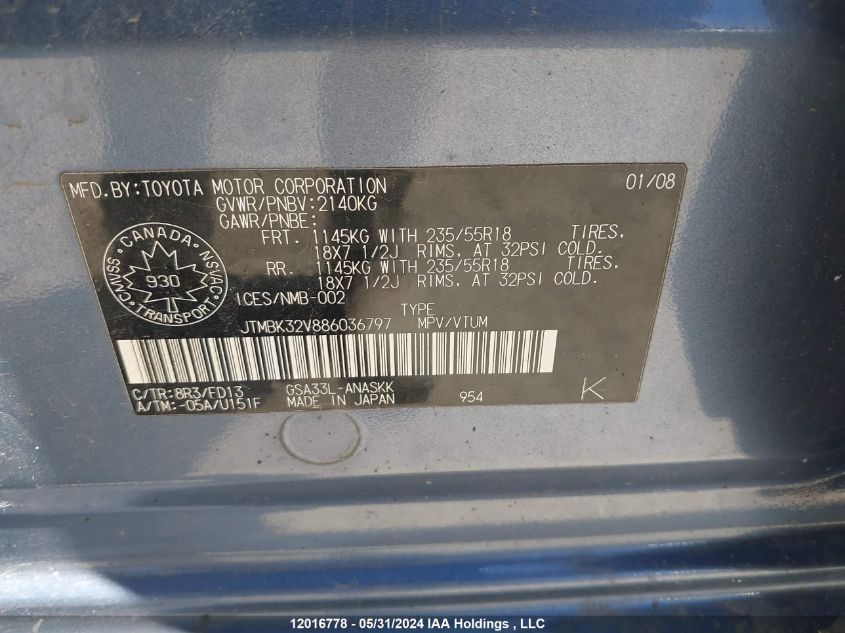 MFD.BY:TOYOTA MOTOR CORPORATION 01/08
GVWR/PNBV:2140KG
GAWR/PNBE:
FRT. 1145KG WITH 235/55R18 TIRES.
18X7 1/2J RIMS. AT 32PSI COLD.
RR. 1145KG WITH 235/55R18 TIRES.
18X7 1/2J RIMS. AT 32PSI COLD.
CANADA
CMVSS 930 NSVAC
TRANSPORT
ICES/NMB-002
TYPE
JTMBK32V886036797 MPV/VTUM
C/TR:8R3/FD13 GSA33L-ANASKK
A/TM:-05A/U151F MADE IN JAPAN 954 K
12016778 - 05/31/2024 IAA Holdings , LLC